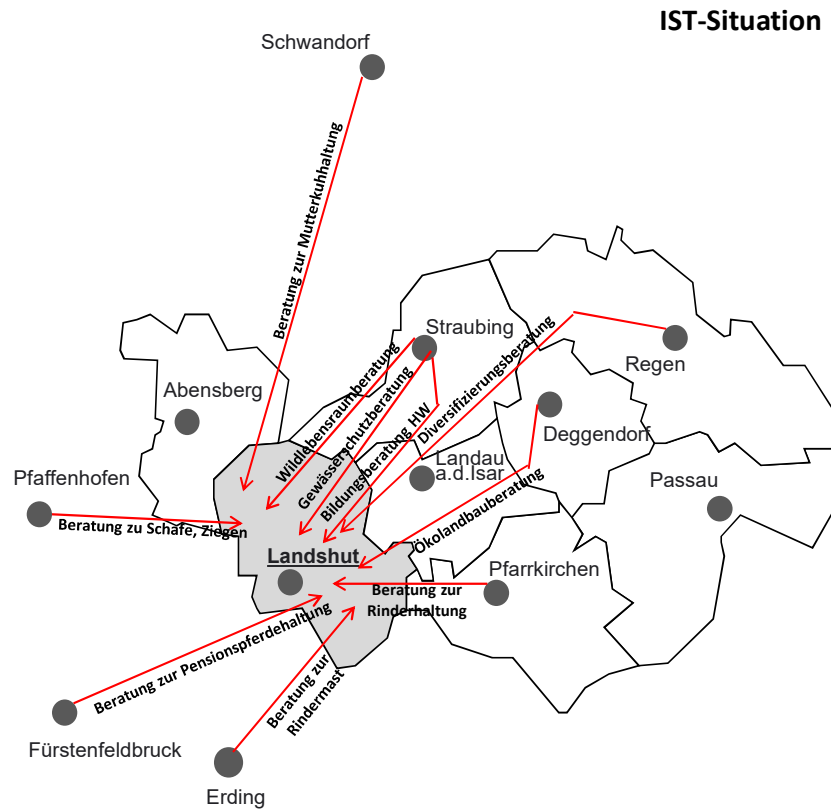 IST-Situation
Schwandorf
Beratung zur Mutterkuhhaltung
Straubing
Regen
Abensberg
Wildlebensraumberatung
Gewässerschutzberatung
Bildungsberatung HW
Diversifizierungsberatung
Deggendorf
Landau
a.d.Isar
Pfaffenhofen
Passau
Beratung zu Schafe, Ziegen
Ökolandbauberatung
Landshut
Pfarrkirchen
Beratung zur
Rinderhaltung
Beratung zur Pensionspferdehaltung
Beratung zur
Rindermast
Fürstenfeldbruck
Erding